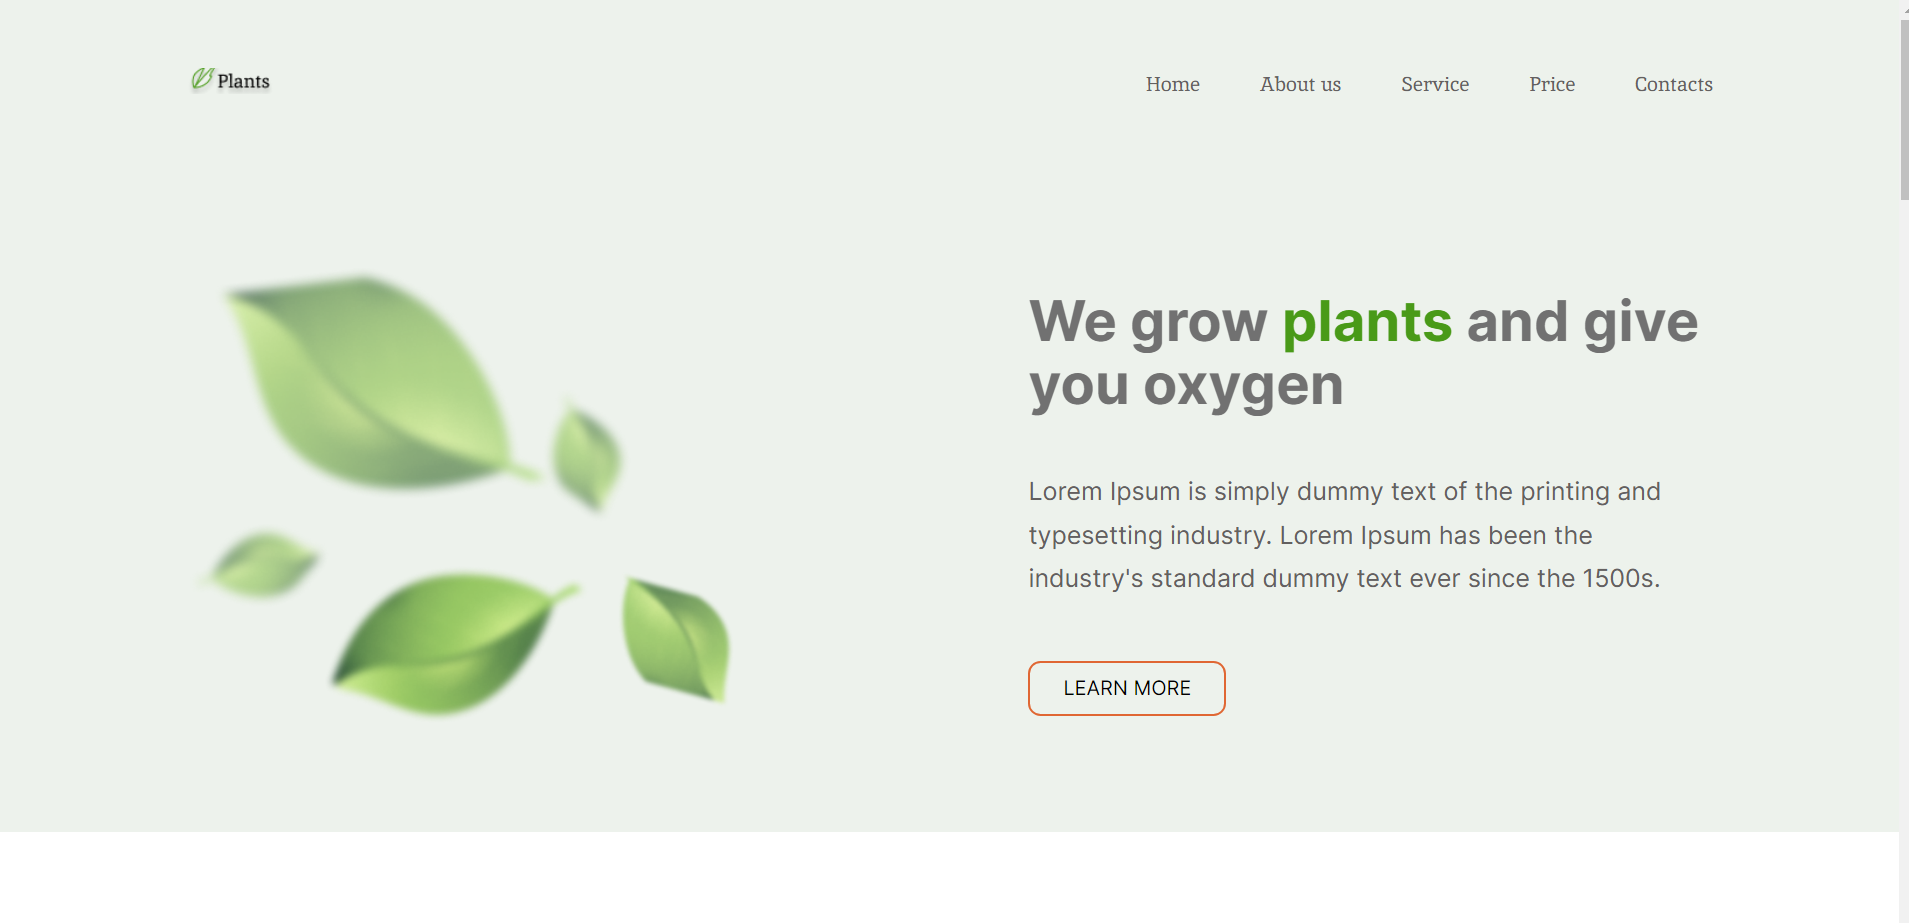 Plants
Home About us Service Price Contacts
We grow plants and give
you oxygen
Lorem Ipsum is simply dummy text of the printing and
typesetting industry. Lorem Ipsum has been the
industry's standard dummy text ever since the 1500s.
LEARN MORE